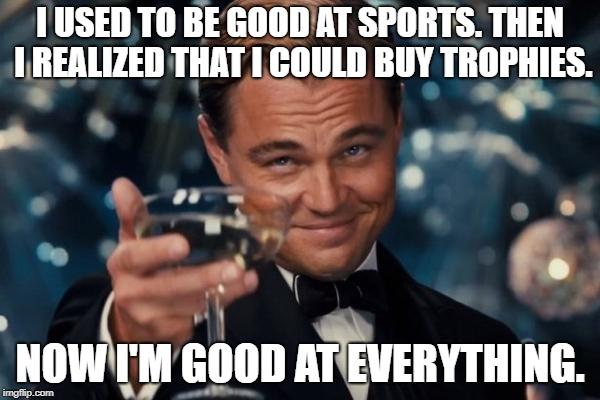 I USED TO BE GOOD AT SPORTS. THEN
I REALIZED THAT I COULD BUY TROPHIES.
NOW I'M GOOD AT EVERYTHING.
imgflip.com